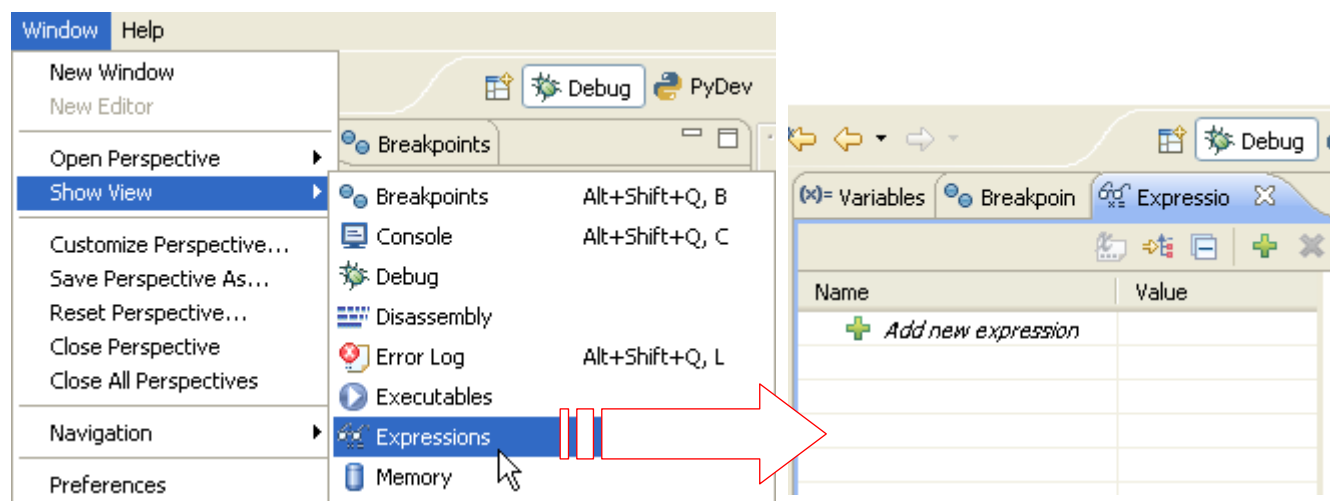 Window Help
New Window
New Editor
Open Perspective
Show View
Customize Perspective...
Save Perspective As...
Reset Perspective...
Close Perspective
Close All Perspectives
Navigation
Preferences
Debug PyDev
Breakpoints
Breakpoints Alt+Shift+Q, B
Console Alt+Shift+Q, C
Debug
Disassembly
Error Log Alt+Shift+Q, L
Executables
Expressions
Memory
Debug
(x)= Variables Breakpoin Expressio
Name Value
Add new expression